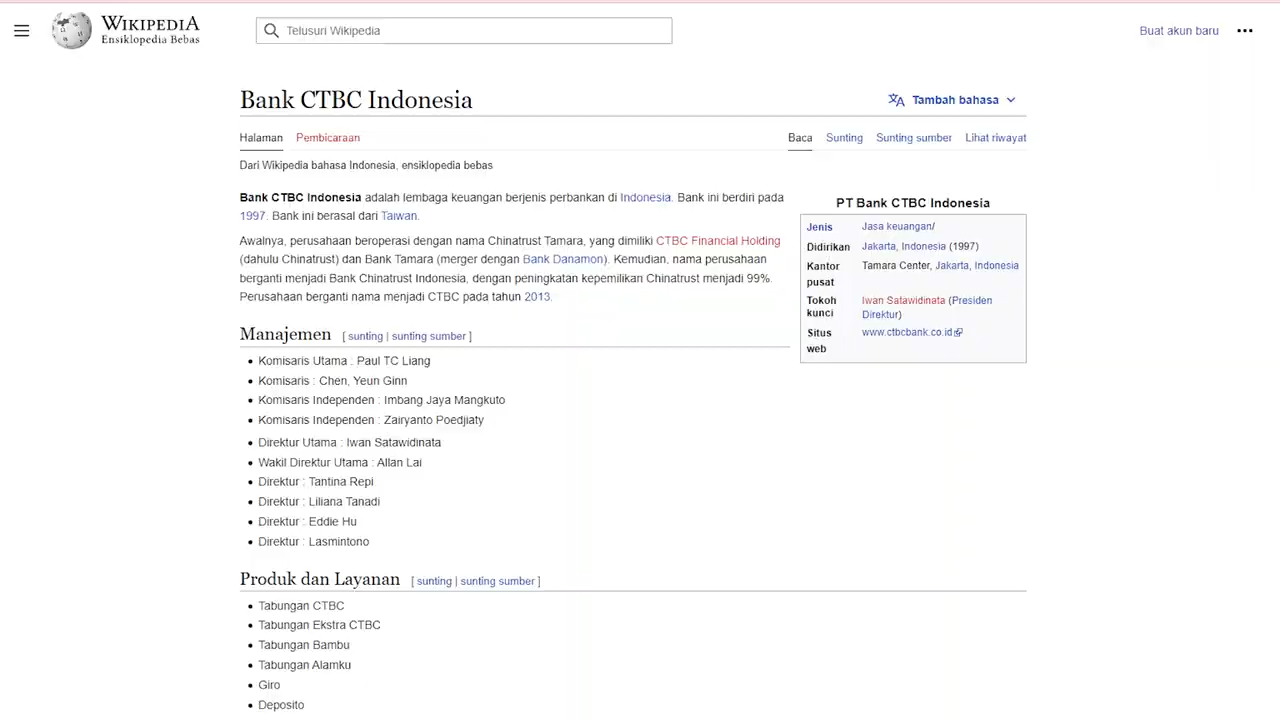 WIKIPEDIA
Ensiklopedia Bebas
Telusuri Wikipedia
Buat akun baru
Bank CTBC Indonesia
Tambah bahasa
Halaman Pembicaraan
Baca Sunting Sunting sumber Lihat riwayat
Dari Wikipedia bahasa Indonesia, ensiklopedia bebas
Bank CTBC Indonesia adalah lembaga keuangan berjenis perbankan di Indonesia. Bank ini berdiri pada
1997. Bank ini berasal dari Taiwan.
Awalnya, perusahaan beroperasi dengan nama Chinatrust Tamara, yang dimiliki CTBC Financial Holding
(dahulu Chinatrust) dan Bank Tamara (merger dengan Bank Danamon). Kemudian, nama perusahaan
berganti menjadi Bank Chinatrust Indonesia, dengan peningkatan kepemilikan Chinatrust menjadi 99%.
Perusahaan berganti nama menjadi CTBC pada tahun 2013.
PT Bank CTBC Indonesia
Jenis Jasa keuangan/
Didirikan Jakarta, Indonesia (1997)
Kantor Tamara Center, Jakarta, Indonesia
pusat
Tokoh Iwan Satawidinata (Presiden
kunci Direktur)
Situs www.ctbcbank.co.id
web
Manajemen [ sunting | sunting sumber ]
• Komisaris Utama : Paul TC Liang
• Komisaris : Chen, Yeun Ginn
• Komisaris Independen : Imbang Jaya Mangkuto
• Komisaris Independen : Zairyanto Poedjiaty
• Direktur Utama : Iwan Satawidinata
• Wakil Direktur Utama : Allan Lai
• Direktur : Tantina Repi
• Direktur : Liliana Tanadi
• Direktur : Eddie Hu
• Direktur : Lasmintono
Produk dan Layanan [ sunting | sunting sumber ]
• Tabungan CTBC
• Tabungan Ekstra CTBC
• Tabungan Bambu
• Tabungan Alamku
• Giro
• Deposito